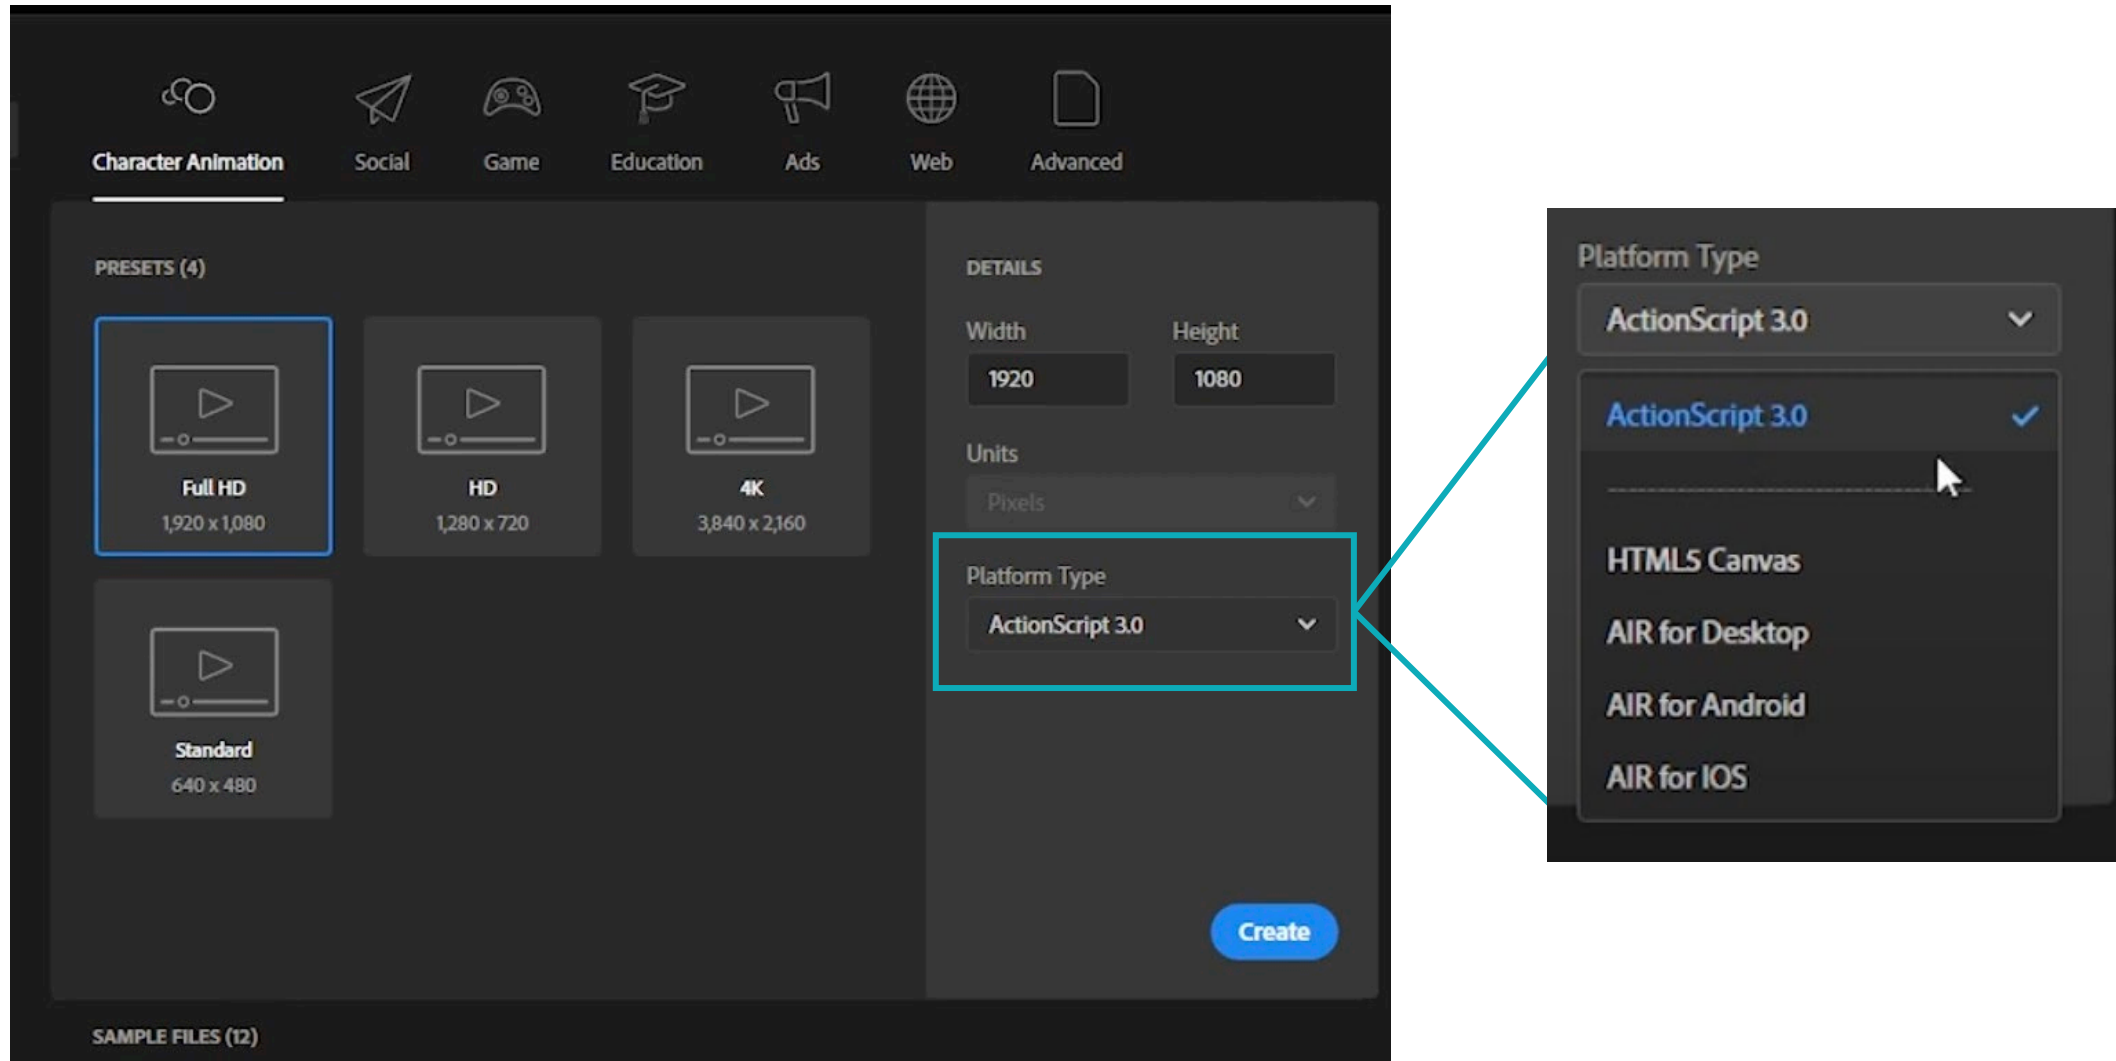 Character Animation
Social
Game
Education
Ads
Web
Advanced
PRESETS (4)
Full HD
1,920 x 1,080
HD
1,280 x 720
4K
3,840 x 2,160
Standard
640 x 480
DETAILS
Width
Height
1920
1080
Units
Pixels
Platform Type
ActionScript 3.0
Create
SAMPLE FILES (12)
Platform Type
ActionScript 3.0
ActionScript 3.0
HTML5 Canvas
AIR for Desktop
AIR for Android
AIR for IOS